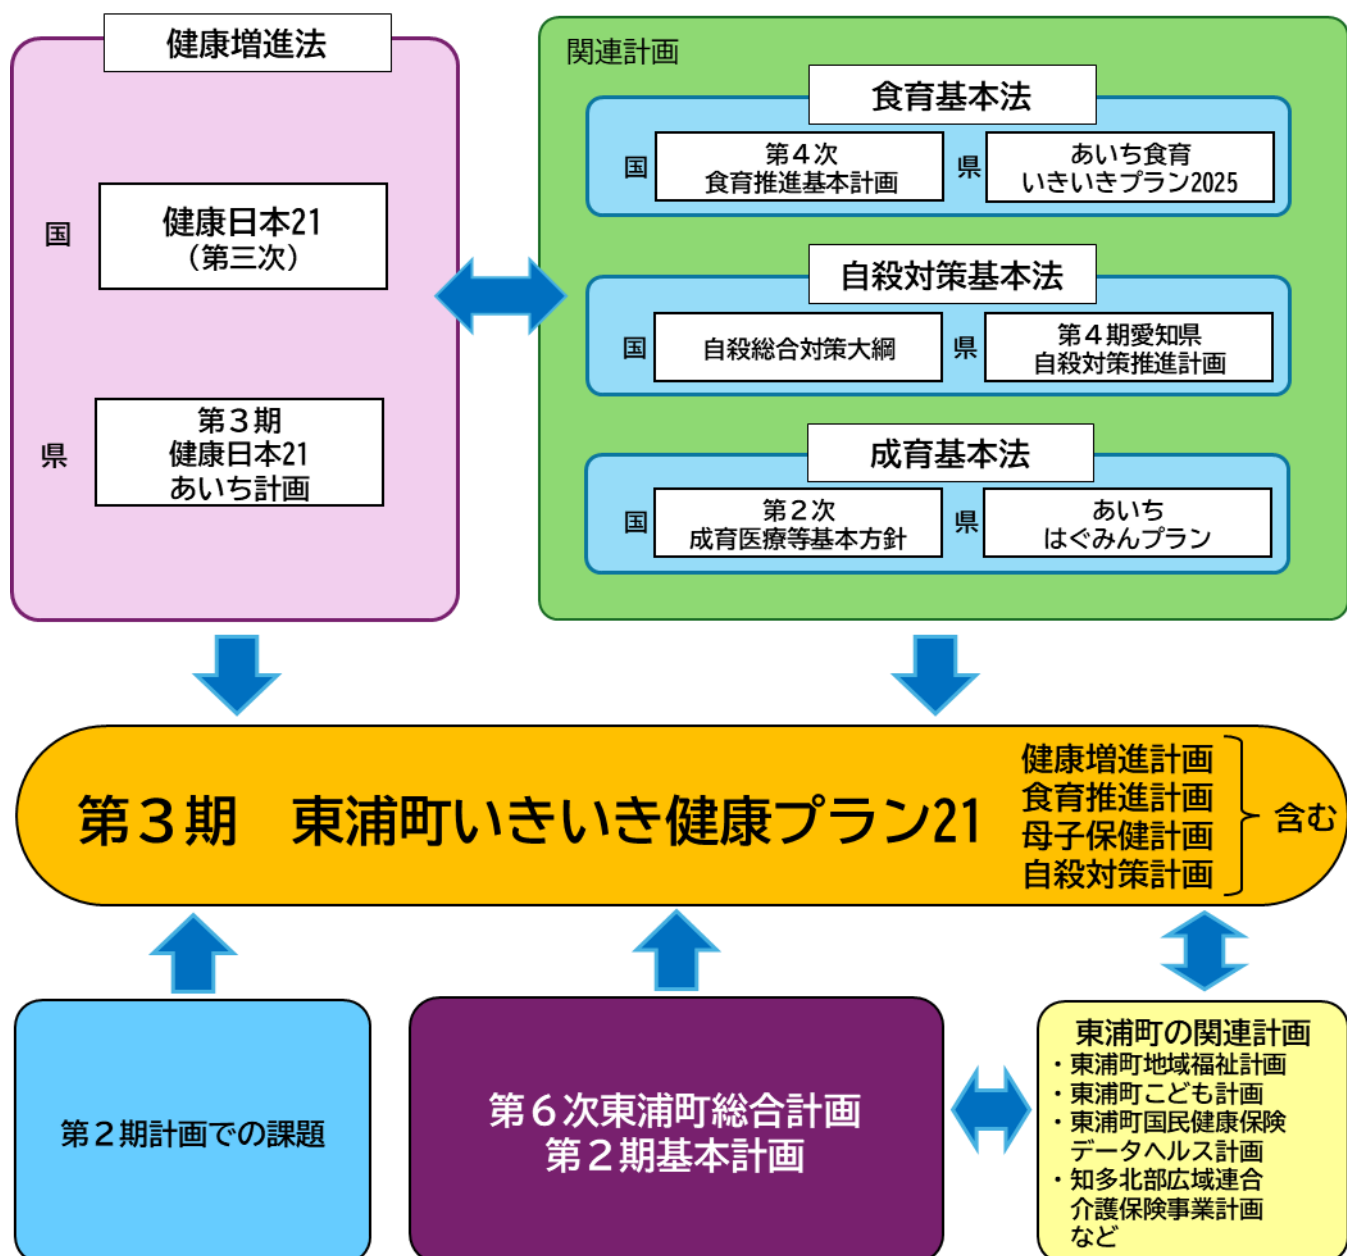 健康増進法
国
健康日本21
（第三次）
県
第３期
健康日本21
あいち計画
関連計画
食育基本法
国
第４次
食育推進基本計画
県
あいち食育
いきいきプラン2025
自殺対策基本法
国
自殺総合対策大綱
県
第４期愛知県
自殺対策推進計画
成育基本法
国
第２次
成育医療等基本方針
県
あいち
はぐみんプラン
第３期　東浦町いきいき健康プラン21
健康増進計画
食育推進計画
母子保健計画
自殺対策計画
含む
第２期計画での課題
第６次東浦町総合計画
第２期基本計画
東浦町の関連計画
・東浦町地域福祉計画
・東浦町こども計画
・東浦町国民健康保険
データヘルス計画
・知多北部広域連合
介護保険事業計画
など